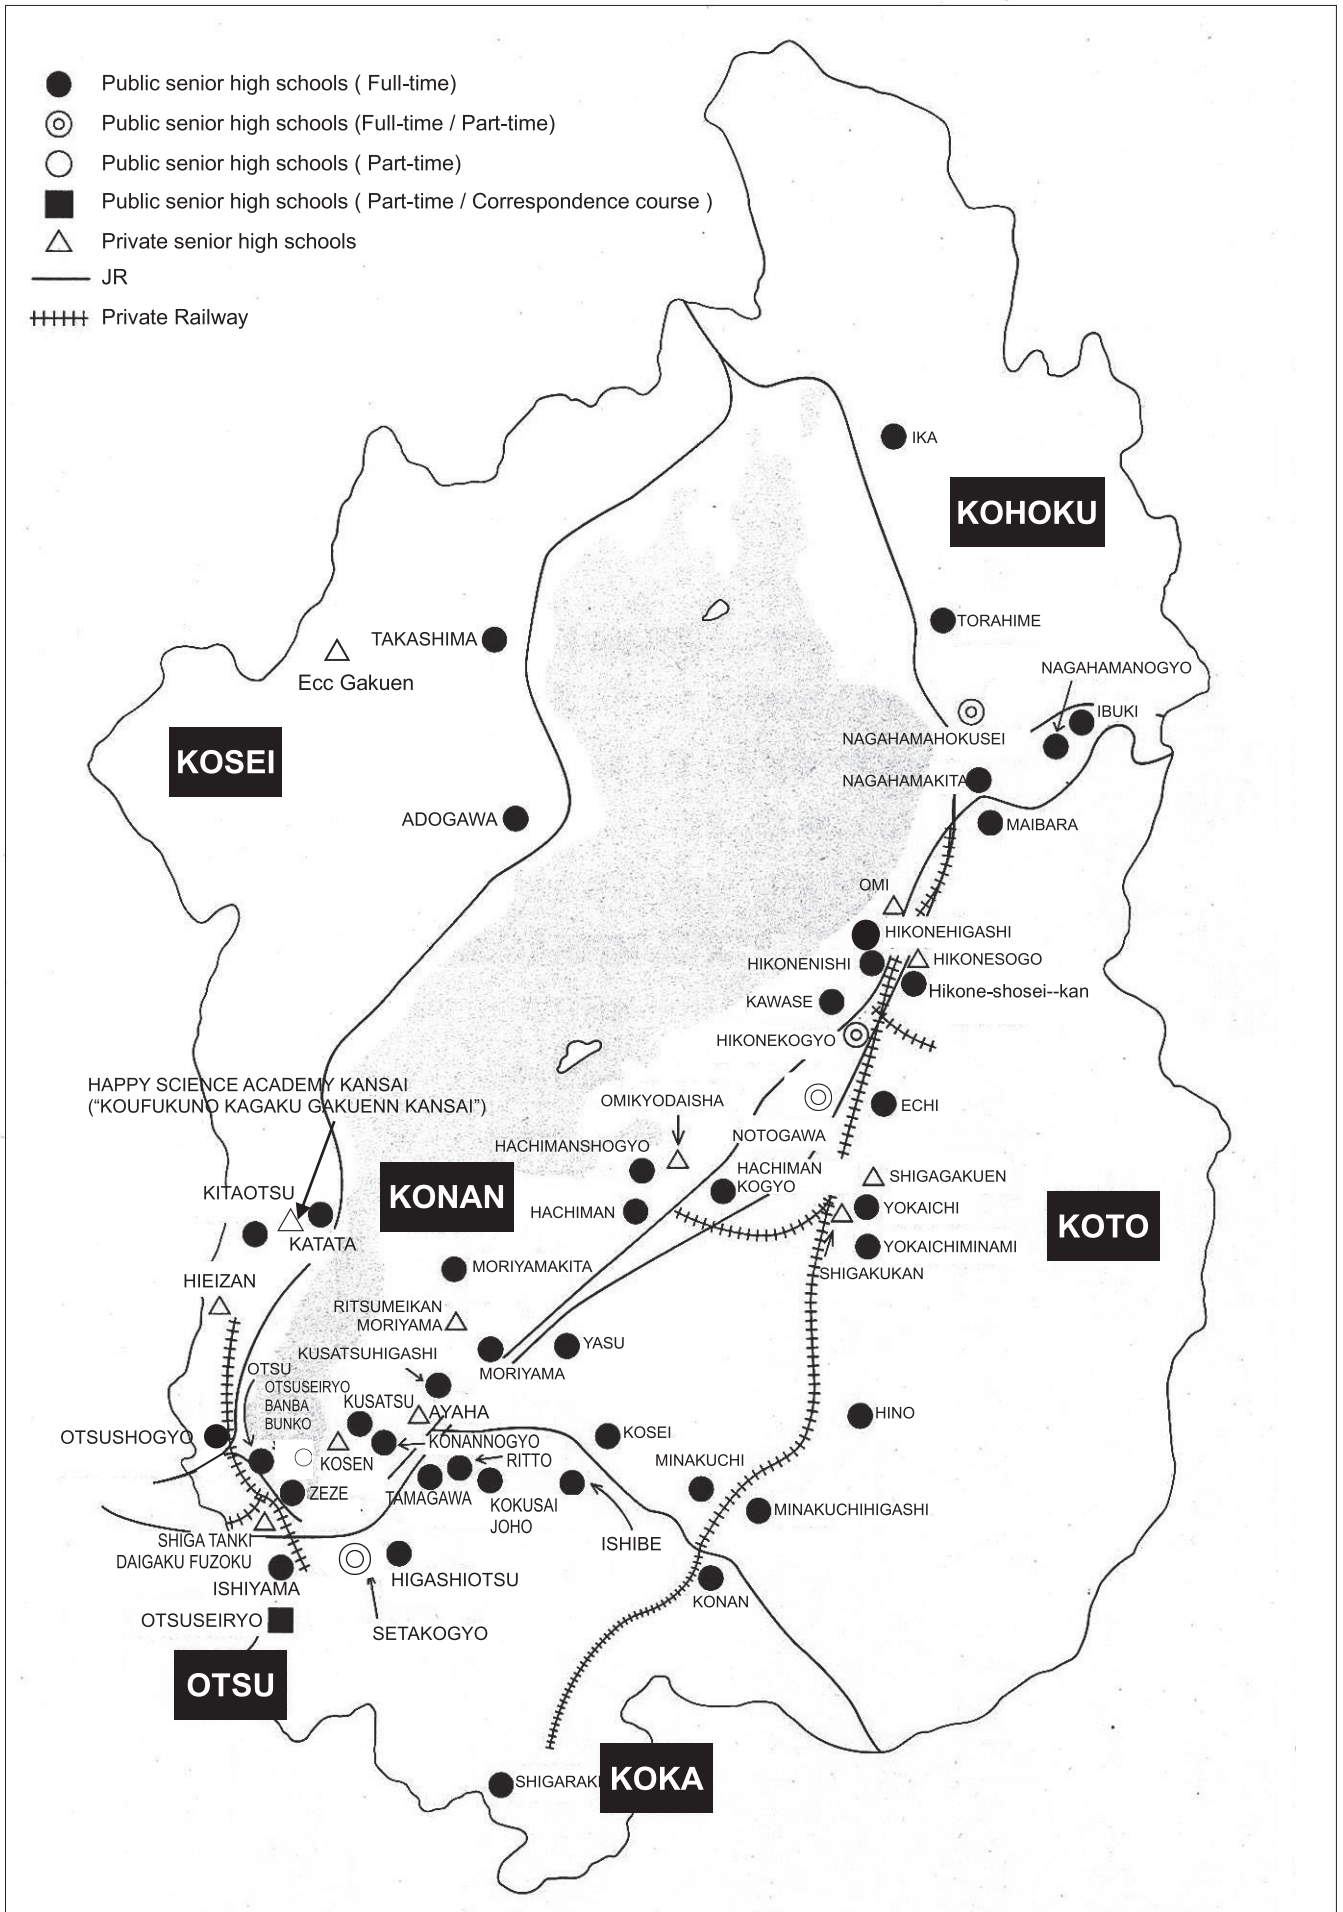 Public senior high schools ( Full-time)
Public senior high schools (Full-time / Part-time)
Public senior high schools ( Part-time)
Public senior high schools ( Part-time / Correspondence course )
Private senior high schools
JR
Private Railway
IKA
KOHOKU
TORAHIME
TAKASHIMA
Ecc Gakuen
NAGAHAMANOGYO
IBUKI
KOSEI
NAGAHAMAHOKUSEI
NAGAHAMAKITA
ADOGAWA
MAIBARA
OMI
HIKONEHIGASHI
HIKONENISHI
HIKONESOGO
Hikone-shosei--kan
KAWASE
HIKONEKOGYO
HAPPY SCIENCE ACADEMY KANSAI
("KOUFUKUNO KAGAKU GAKUENN KANSAI")
OMIKYODAISHA
ECHI
NOTOGAWA
HACHIMANSHOGYO
HACHIMAN
KOGYO
SHIGAGAKUEN
KITAOTSU
KONAN
HACHIMAN
YOKAICHI
KOTO
KATATA
YOKAICHIMINAMI
MORIYAMAKITA
SHIGAKUKAN
HIEIZAN
RITSUMEIKAN
MORIYAMA
KUSATSUHIGASHI
YASU
MORIYAMA
OTSU
OTSUSEIRYO
BANBA
BUNKO
KUSATSU
AYAHA
HINO
OTSUSHOGYO
KONANNOGYO
KOSEI
KOSEN
RITTO
MINAKUCHI
ZEZE
TAMAGAWA
KOKUSAI
JOHO
MINAKUCHIHIGASHI
SHIGA TANKI
DAIGAKU FUZOKU
ISHIBE
ISHIYAMA
HIGASHIOTSU
KONAN
OTSUSEIRYO
SETAKOGYO
OTSU
SHIGARAKI
KOKA